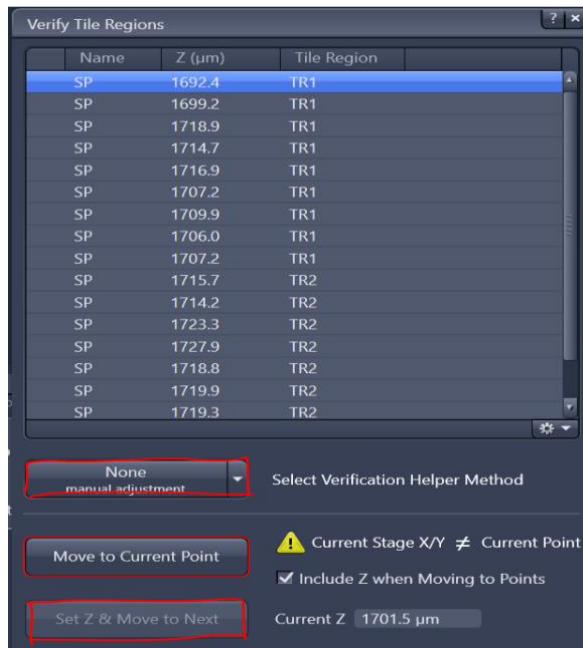 Verify Tile Regions ? ×
Name Z (µm) Tile Region
SP 1692.4 TR1
SP 1699.2 TR1
SP 1718.9 TR1
SP 1714.7 TR1
SP 1716.9 TR1
SP 1707.2 TR1
SP 1709.9 TR1
SP 1706.0 TR1
SP 1707.2 TR1
SP 1715.7 TR2
SP 1714.2 TR2
SP 1723.3 TR2
SP 1727.9 TR2
SP 1718.8 TR2
SP 1719.9 TR2
SP 1719.3 TR2
None
manual adjustment
Select Verification Helper Method
Move to Current Point
Current Stage X/Y ≠ Current Point
Include Z when Moving to Points
Set Z & Move to Next
Current Z 1701.5 µm